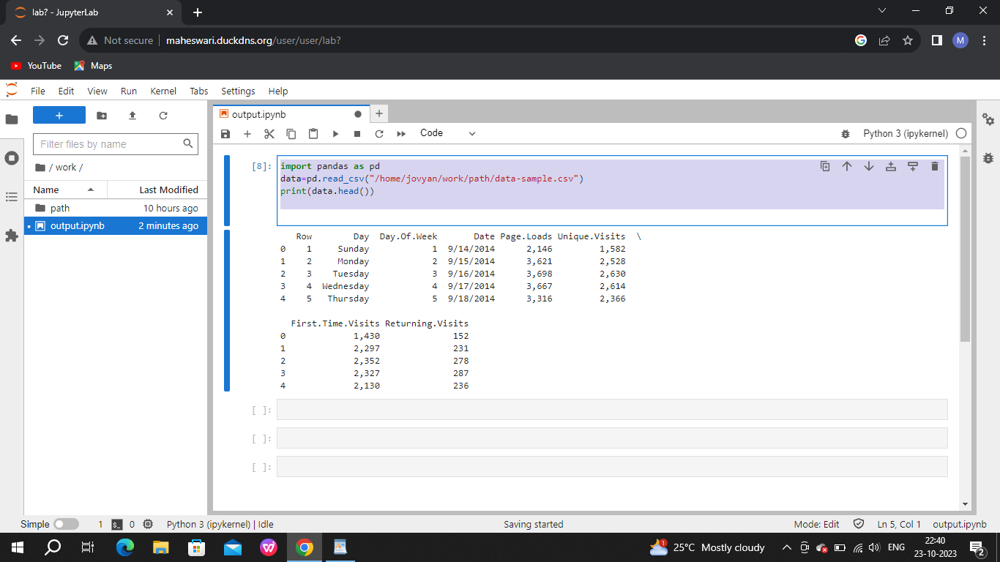 lab? - JupyterLab
Not secure maheswari.duckdns.org/user/user/lab?
M
YouTube Maps
File Edit View Run Kernel Tabs Settings Help
output.ipynb
Filter files by name
Code
Python 3 (ipykernel)
/ work /
Name Last Modified
path 10 hours ago
output.ipynb 2 minutes ago
[8]: import pandas as pd
data=pd.read_csv("/home/jovyan/work/path/data-sample.csv")
print(data.head())
Row Day Day.Of.Week Date Page.Loads Unique.Visits \
0 1 Sunday 1 9/14/2014 2,146 1,582
1 2 Monday 2 9/15/2014 3,621 2,528
2 3 Tuesday 3 9/16/2014 3,698 2,630
3 4 Wednesday 4 9/17/2014 3,667 2,614
4 5 Thursday 5 9/18/2014 3,316 2,366
First.Time.Visits Returning.Visits
0 1,430 152
1 2,297 231
2 2,352 278
3 2,327 287
4 2,130 236
[ ]:
[ ]:
[ ]:
Simple 1 $_ 0 Python 3 (ipykernel) | Idle Saving started Mode: Edit Ln 5, Col 1 output.ipynb
1 25°C Mostly cloudy ENG 22:40
23-10-2023 2